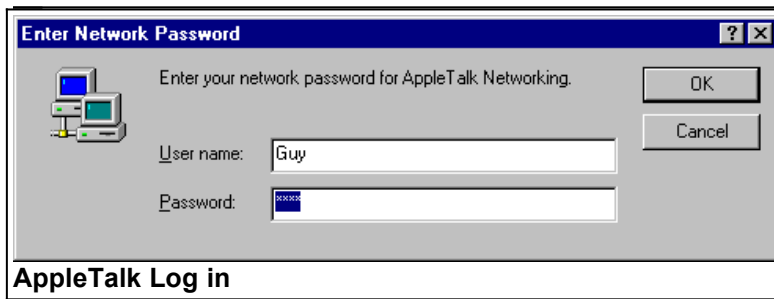 Enter Network Password
Enter your network password for AppleTalk Networking.
OK
Cancel
User name: Guy
Password: ****
AppleTalk Log in